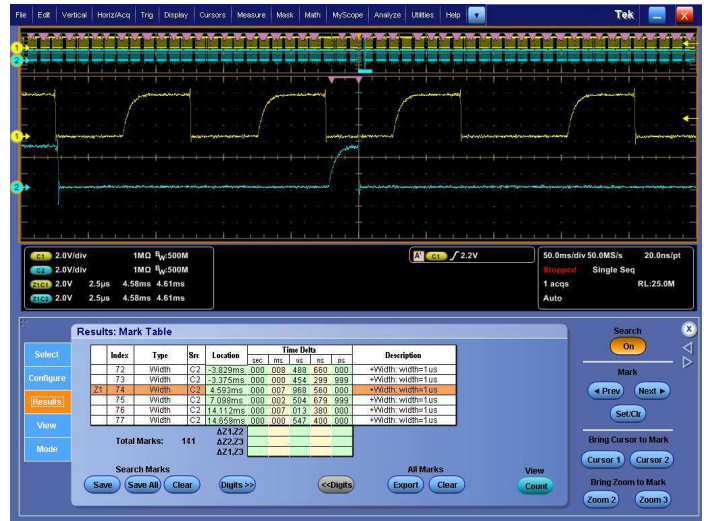 File Edit Vertical Horiz/Acq Trig Display Cursors Measure Mask Math MyScope Analyze Utilities Help Tek X
1
2
1
2
C1 2.0V/div 1MΩ BW:500M
C2 2.0V/div 1MΩ BW:500M
Z1C1 2.0V 2.5µs 4.58ms 4.61ms
Z1C2 2.0V 2.5µs 4.58ms 4.61ms
A' C1 2.2V
50.0ms/div 50.0MS/s 20.0ns/pt
Stopped Single Seq
1 acqs RL:25.0M
Auto
Results: Mark Table
Select
Configure
Results
View
Mode
Index Type Src Location Time Delta Description
sec ms us ns ps
72 Width C2 -3.829ms 000 008 488 660 000 +Width: width=1us
73 Width C2 -3.375ms 000 000 454 299 999 +Width: width=1us
Z1 74 Width C2 4.593ms 000 007 968 560 000 +Width: width=1us
75 Width C2 7.098ms 000 002 504 679 999 +Width: width=1us
76 Width C2 14.112ms 000 007 013 380 000 +Width: width=1us
77 Width C2 14.659ms 000 000 547 400 000 +Width: width=1us
Total Marks: 141
ΔZ1,Z2
ΔZ2,Z3
ΔZ1,Z3
Search Marks
Save Save All Clear Digits >>
<<Digits
All Marks
Export Clear
View
Count
Search
On
X
Mark
Prev Next
Set/Clr
Bring Cursor to Mark
Cursor 1 Cursor 2
Bring Zoom to Mark
Zoom 2 Zoom 3